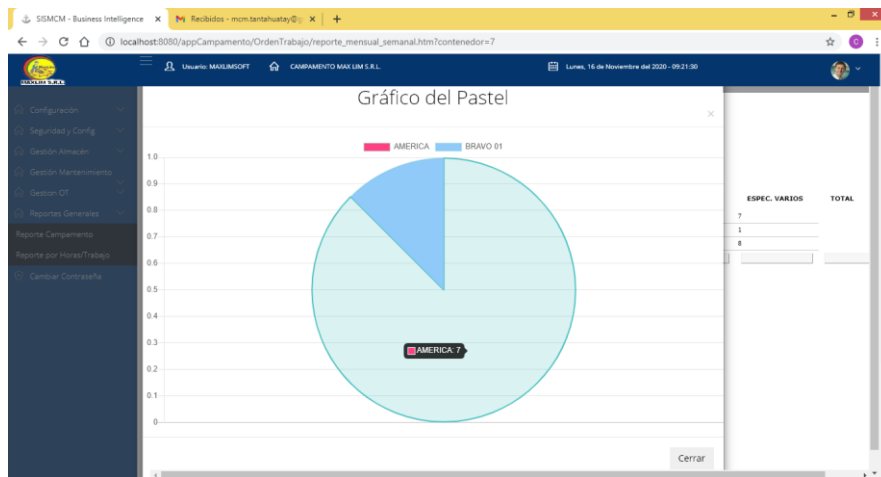 SISMCM - Business Intelligence
Recibidos - mcm.tantahuatay@g
localhost:8080/appCampamento/OrdenTrabajo/reporte_mensual_semanal.htm?contenedor=7
C
MAXLIM S.R.L.
Usuario: MAXLIMSOFT
CAMPAMENTO MAX LIM S.R.L.
Lunes, 16 de Noviembre del 2020 - 09:21:30
Configuración
Seguridad y Config.
Gestión Almacén
Gestión Mantenimiento
Gestion OT
Reportes Generales
Reporte Campamento
Reporte por Horas/Trabajo
Cambiar Contraseña
Gráfico del Pastel
×
AMERICA
BRAVO 01
1.0
0.9
0.8
0.7
0.6
0.5
0.4
0.3
0.2
0.1
0
AMERICA: 7
ESPEC. VARIOS
TOTAL
7
1
8
Cerrar